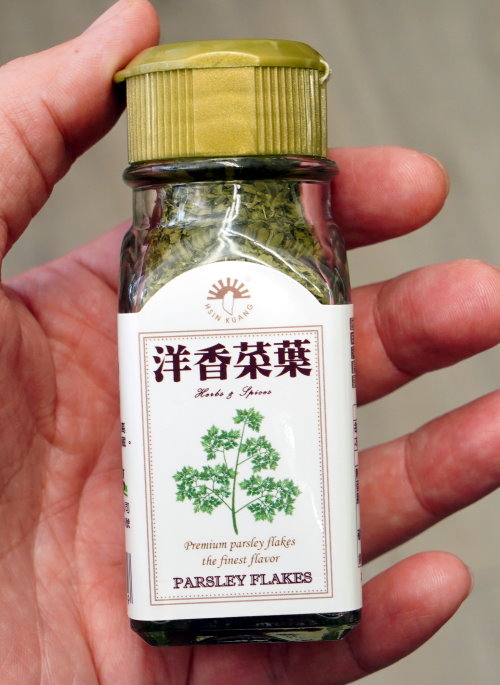 HSIN KUANG
洋香菜葉
Herbs & Spices
Premium parsley flakes
the finest flavor
PARSLEY FLAKES